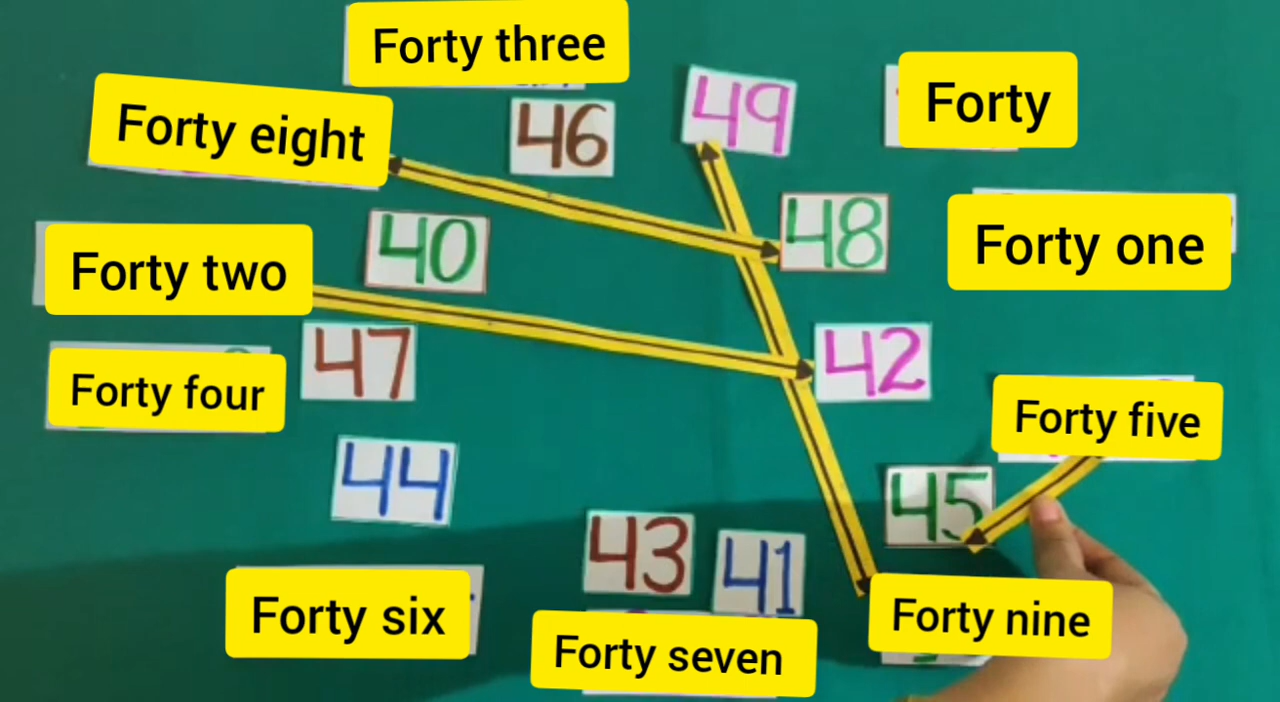 Forty three
Forty eight
46
49
Forty
40
48
Forty one
Forty two
47
42
Forty four
Forty five
44
45
43
41
Forty six
Forty nine
Forty seven